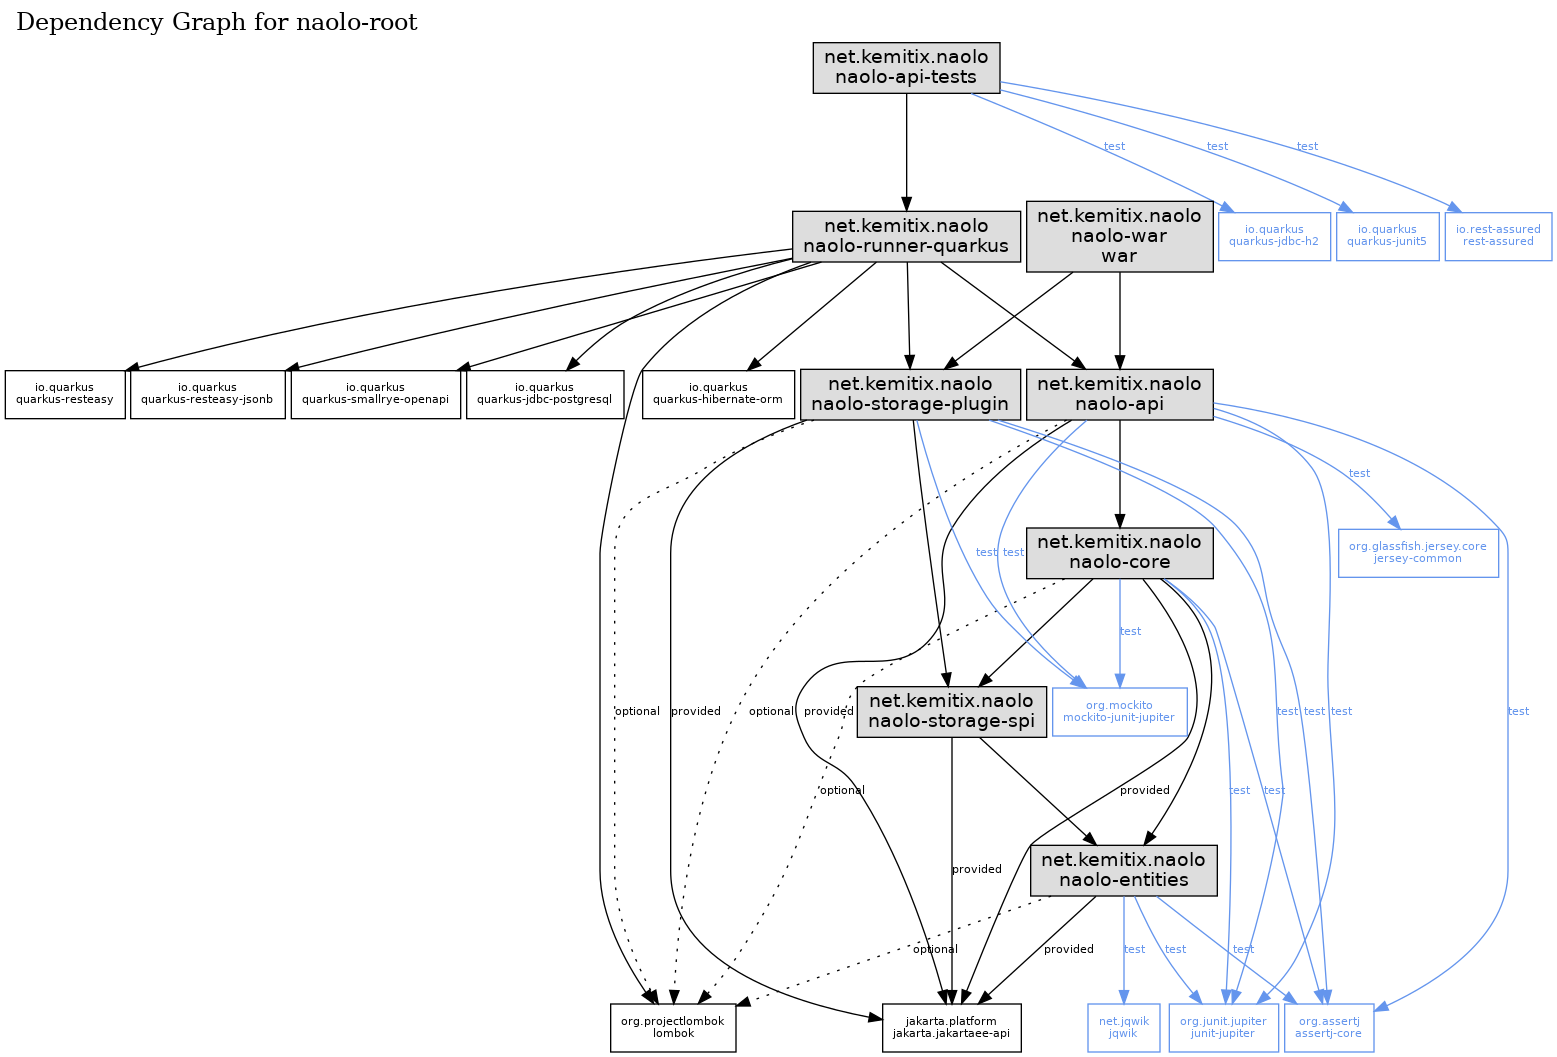 Dependency Graph for naolo-root
net.kemitix.naolo
naolo-api-tests
test
test
test
net.kemitix.naolo
naolo-runner-quarkus
net.kemitix.naolo
naolo-war
war
io.quarkus
quarkus-jdbc-h2
io.quarkus
quarkus-junit5
io.rest-assured
rest-assured
io.quarkus
quarkus-resteasy
io.quarkus
quarkus-resteasy-jsonb
io.quarkus
quarkus-smallrye-openapi
io.quarkus
quarkus-jdbc-postgresql
io.quarkus
quarkus-hibernate-orm
net.kemitix.naolo
naolo-storage-plugin
net.kemitix.naolo
naolo-api
test
net.kemitix.naolo
naolo-core
test
test
org.glassfish.jersey.core
jersey-common
test
net.kemitix.naolo
naolo-storage-spi
org.mockito
mockito-junit-jupiter
optional
provided
optional
provided
test
test
test
test
optional
provided
test
test
net.kemitix.naolo
naolo-entities
provided
optional
provided
test
test
test
org.projectlombok
lombok
jakarta.platform
jakarta.jakartaee-api
net.jqwik
jqwik
org.junit.jupiter
junit-jupiter
org.assertj
assertj-core